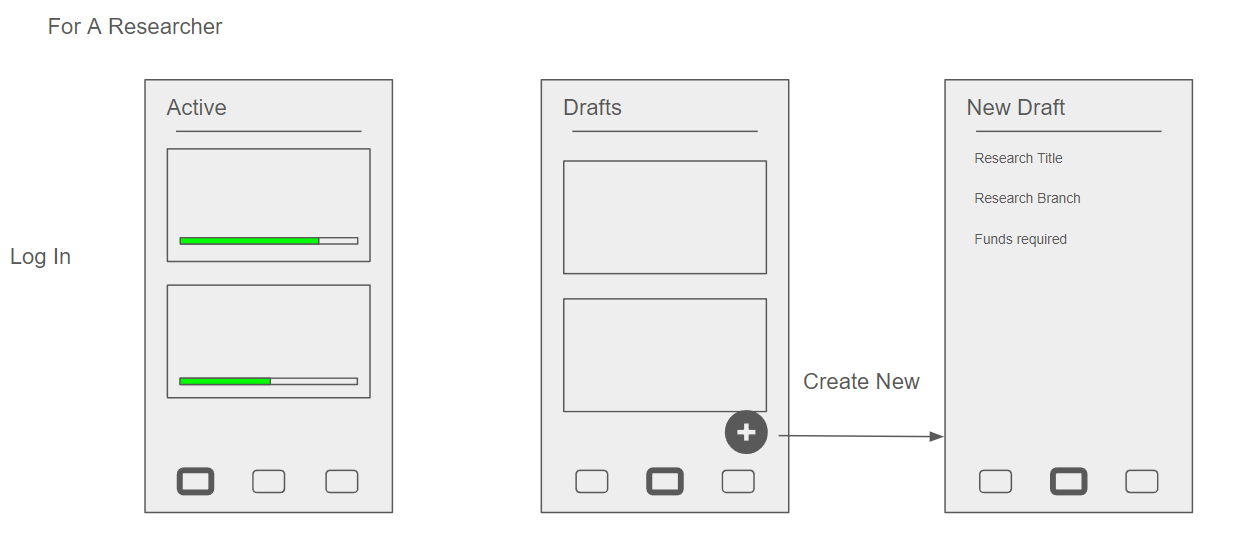 For A Researcher
Log In
Active
Drafts
Create New
New Draft
Research Title
Research Branch
Funds required